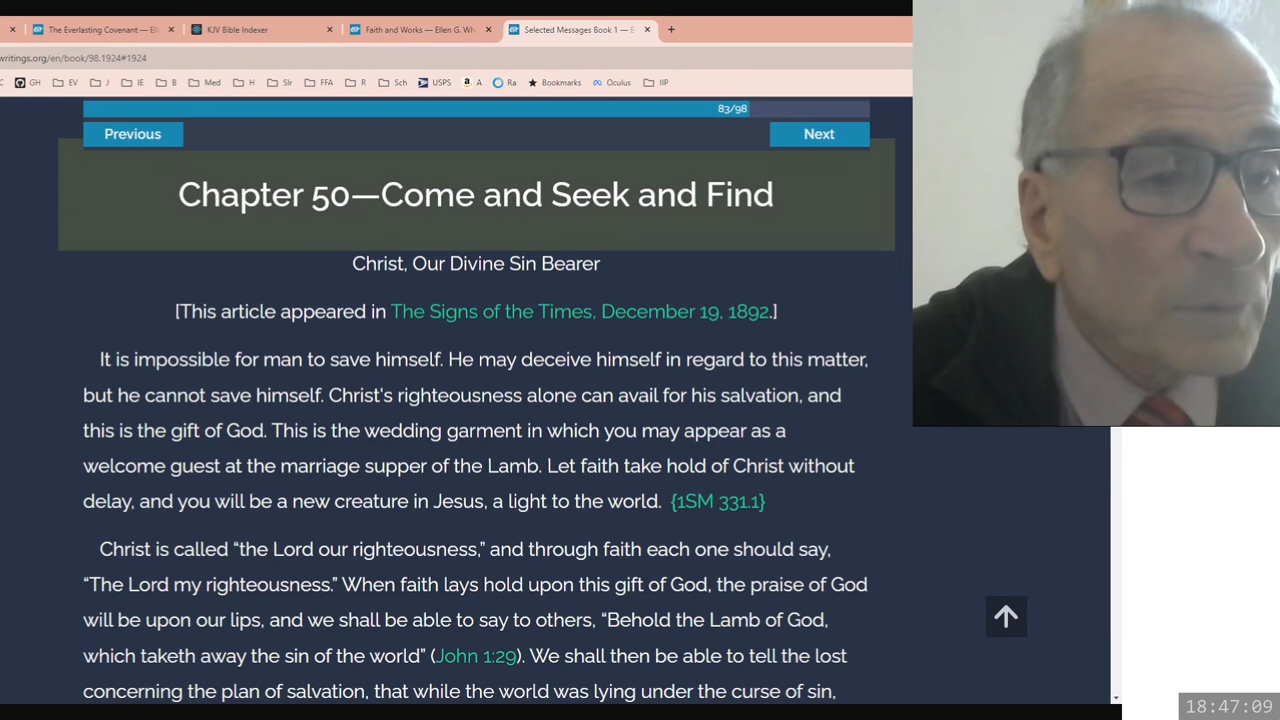 The Everlasting Covenant — Ell
KJV Bible Indexer
Faith and Works — Ellen G. Wh
Selected Messages Book 1 — E
writings.org/en/book/98.1924#1924
GH EV J IE B Med H Slr FFA R Sch USPS A Ra Bookmarks Oculus IIP
83/98
Previous Next
Chapter 50—Come and Seek and Find
Christ, Our Divine Sin Bearer
[This article appeared in The Signs of the Times, December 19, 1892.]
It is impossible for man to save himself. He may deceive himself in regard to this matter,
but he cannot save himself. Christ's righteousness alone can avail for his salvation, and
this is the gift of God. This is the wedding garment in which you may appear as a
welcome guest at the marriage supper of the Lamb. Let faith take hold of Christ without
delay, and you will be a new creature in Jesus, a light to the world. {1SM 331.1}
Christ is called “the Lord our righteousness,” and through faith each one should say,
“The Lord my righteousness.” When faith lays hold upon this gift of God, the praise of God
will be upon our lips, and we shall be able to say to others, “Behold the Lamb of God,
which taketh away the sin of the world” (John 1:29). We shall then be able to tell the lost
concerning the plan of salvation, that while the world was lying under the curse of sin,
18:47:09